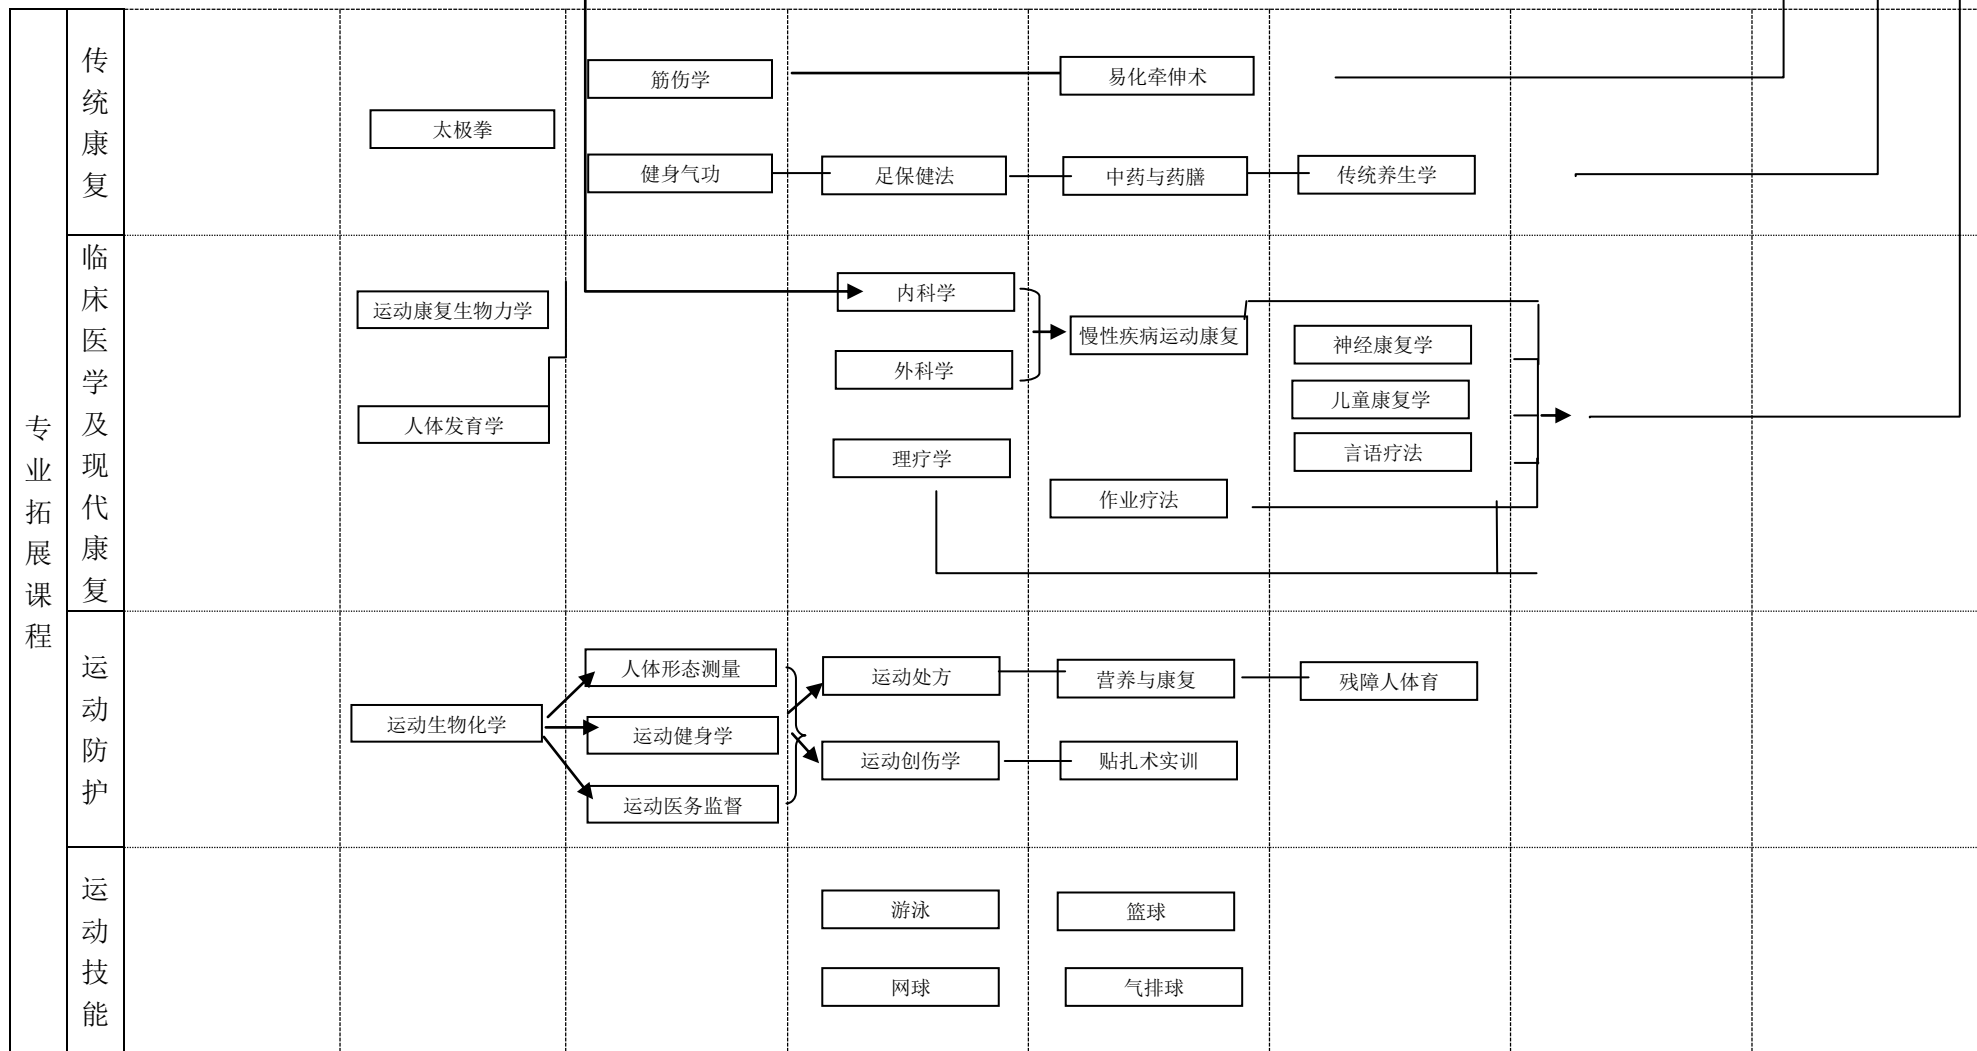 专业拓展课程
传统康复
太极拳
筋伤学
易化牵伸术
健身气功
足保健法
中药与药膳
传统养生学
临床医学及现代康复
运动康复生物力学
人体发育学
内科学
外科学
理疗学
慢性疾病运动康复
作业疗法
神经康复学
儿童康复学
言语疗法
运动防护
运动生物化学
人体形态测量
运动健身学
运动医务监督
运动处方
营养与康复
残障人体育
运动创伤学
贴扎术实训
运动技能
游泳
篮球
网球
气排球